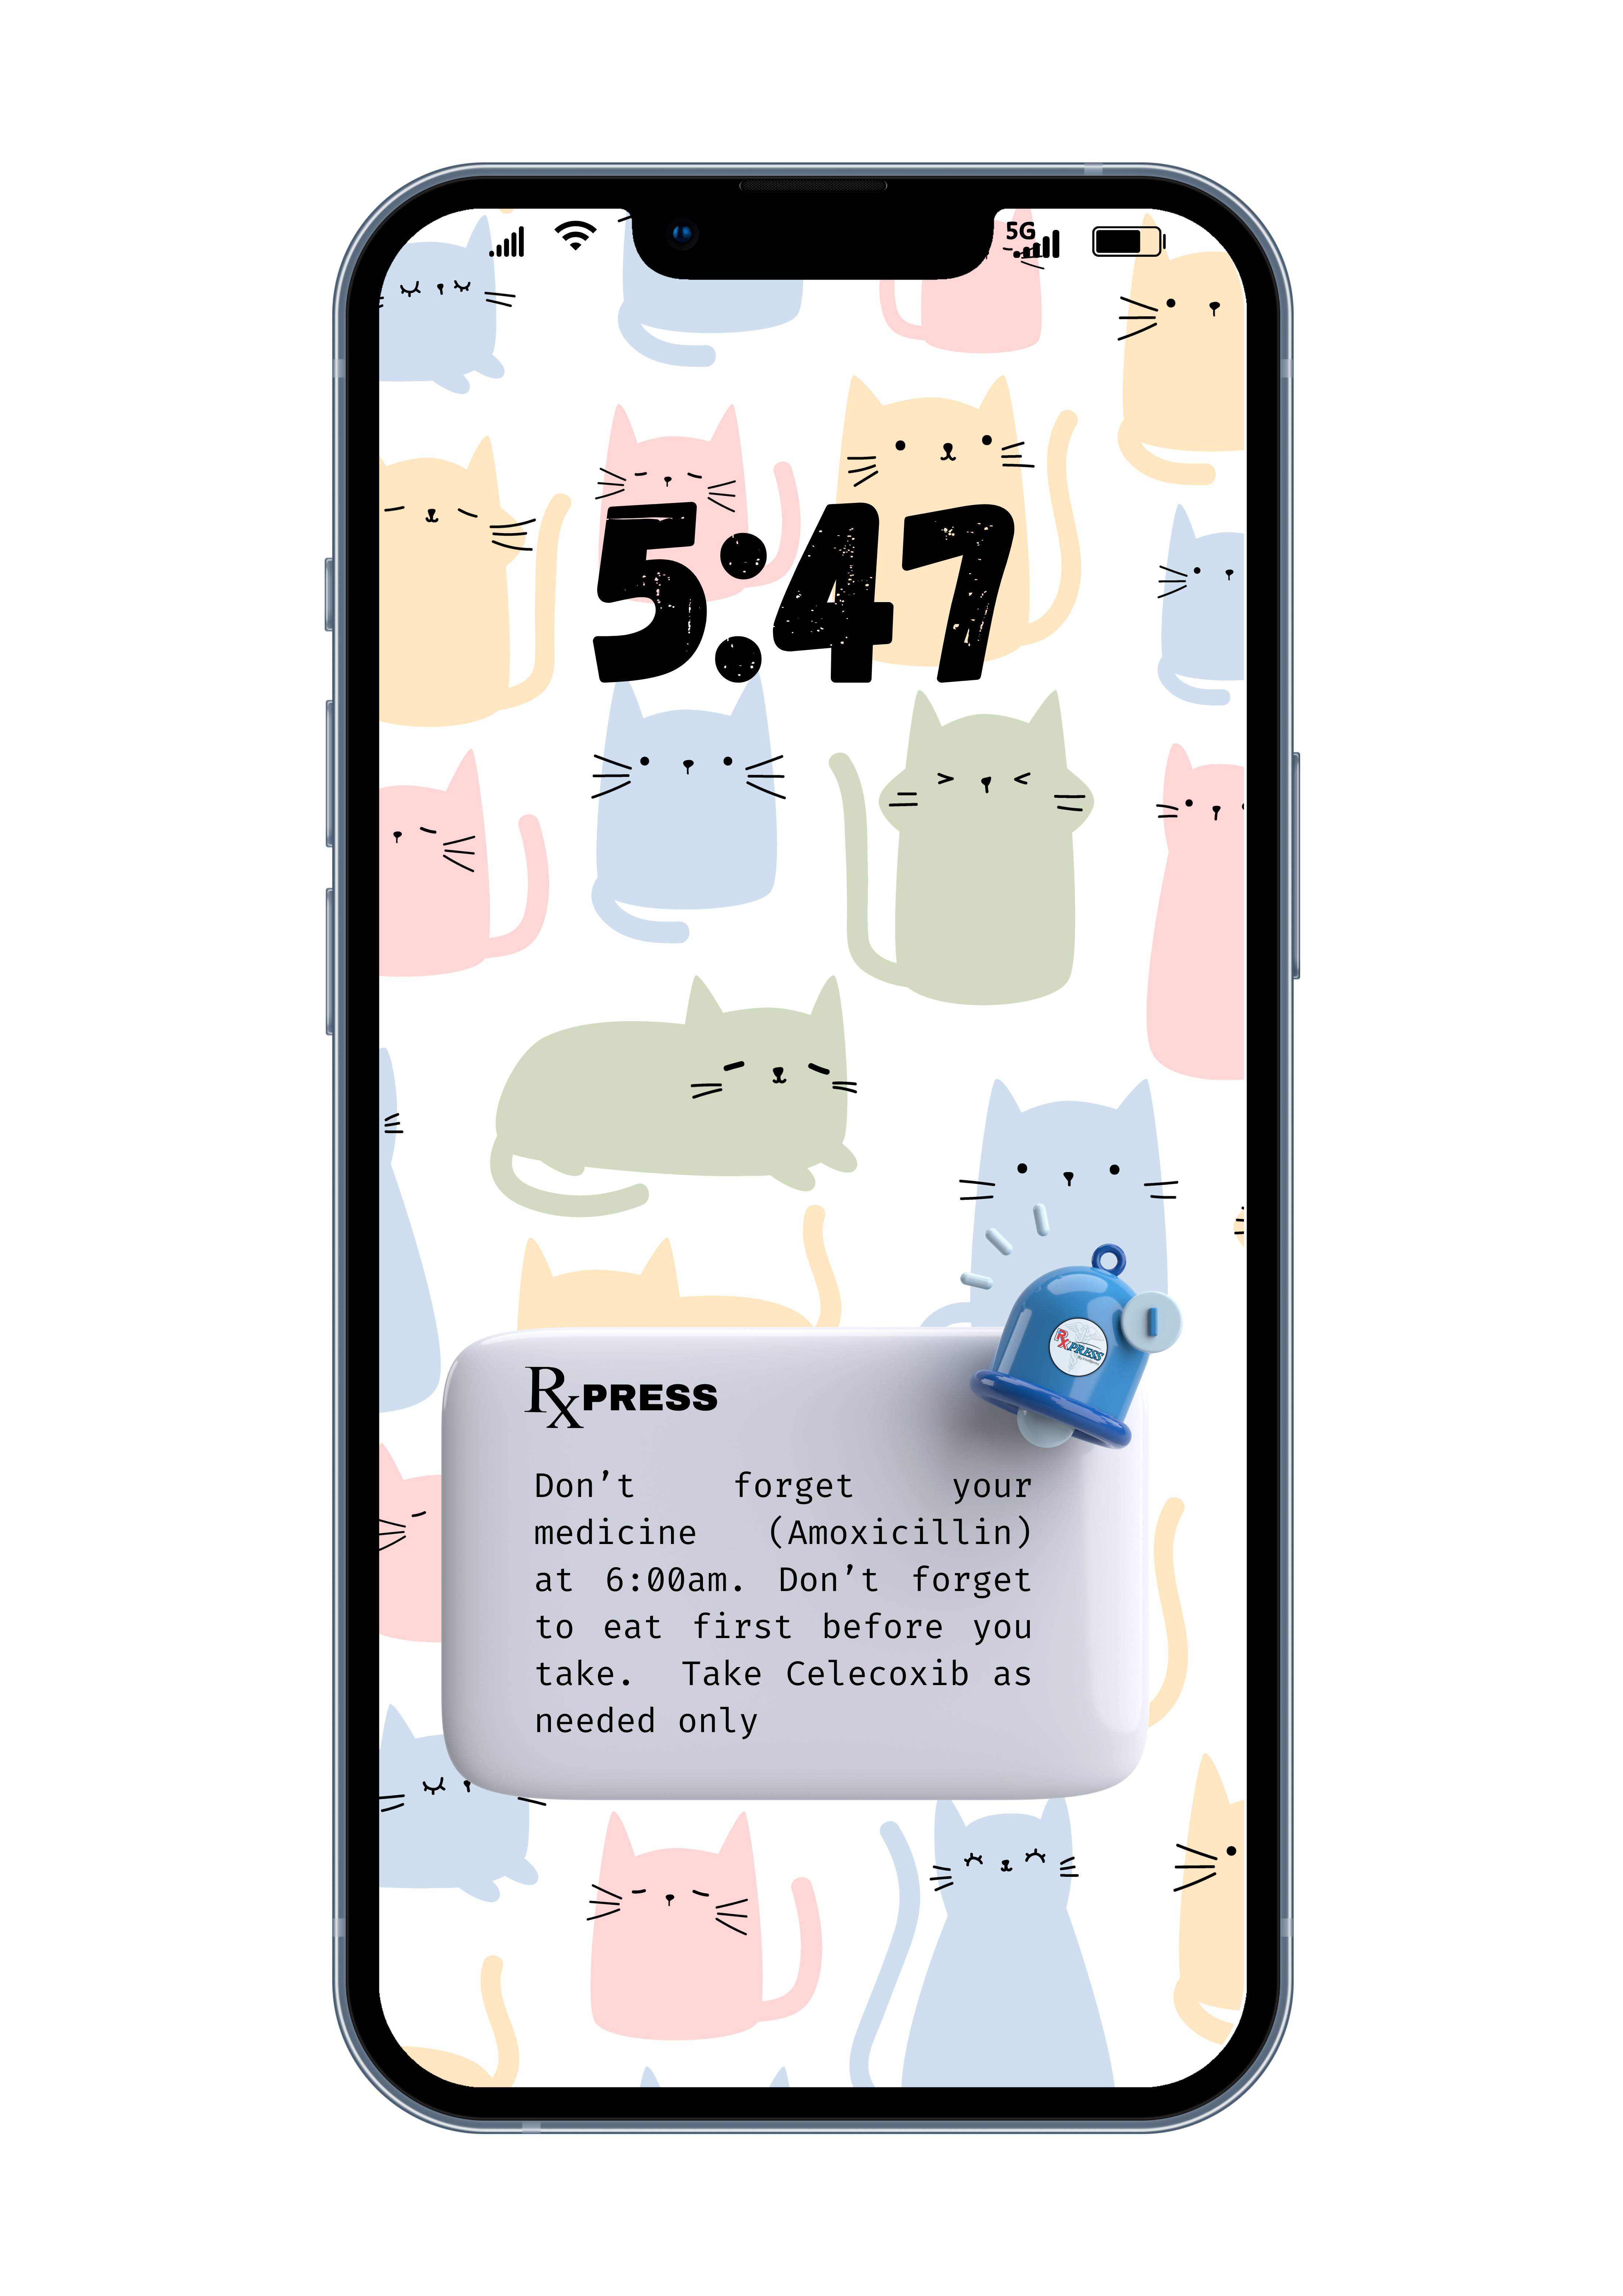 5G
5:47
RxPRESS
RxPRESS
Don't forget your
medicine (Amoxicillin)
at 6:00am. Don't forget
to eat first before you
take. Take Celecoxib as
needed only